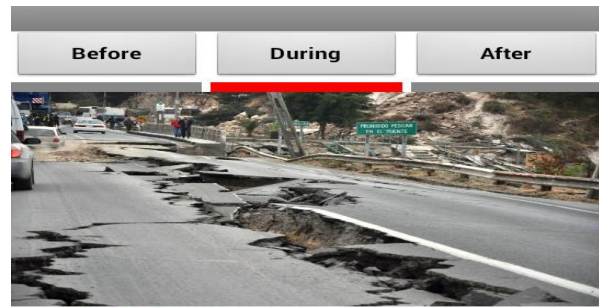 Before
During
After
PROHIBIDO PESCAR
EN EL PUENTE